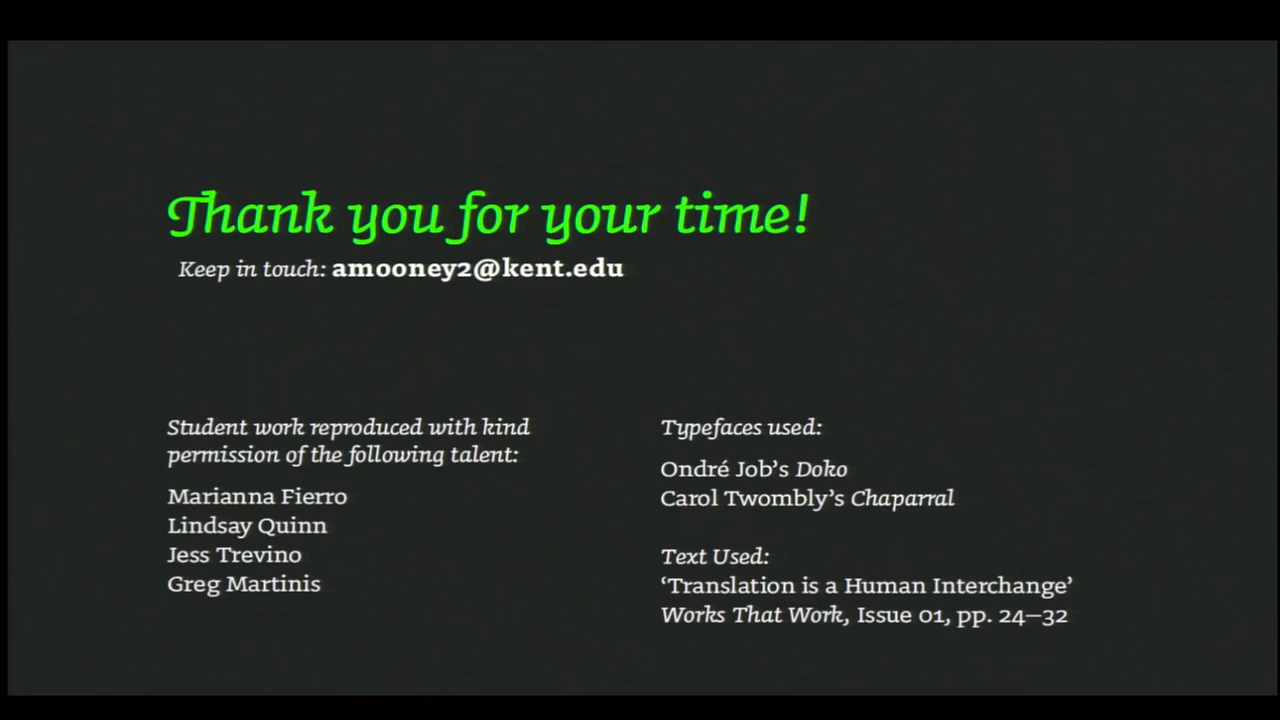 Thank you for your time!
Keep in touch: amooney2@kent.edu
Student work reproduced with kind
permission of the following talent:
Marianna Fierro
Lindsay Quinn
Jess Trevino
Greg Martinis
Typefaces used:
Ondré Job’s Doko
Carol Twombly’s Chaparral
Text Used:
‘Translation is a Human Interchange’
Works That Work, Issue 01, pp. 24–32